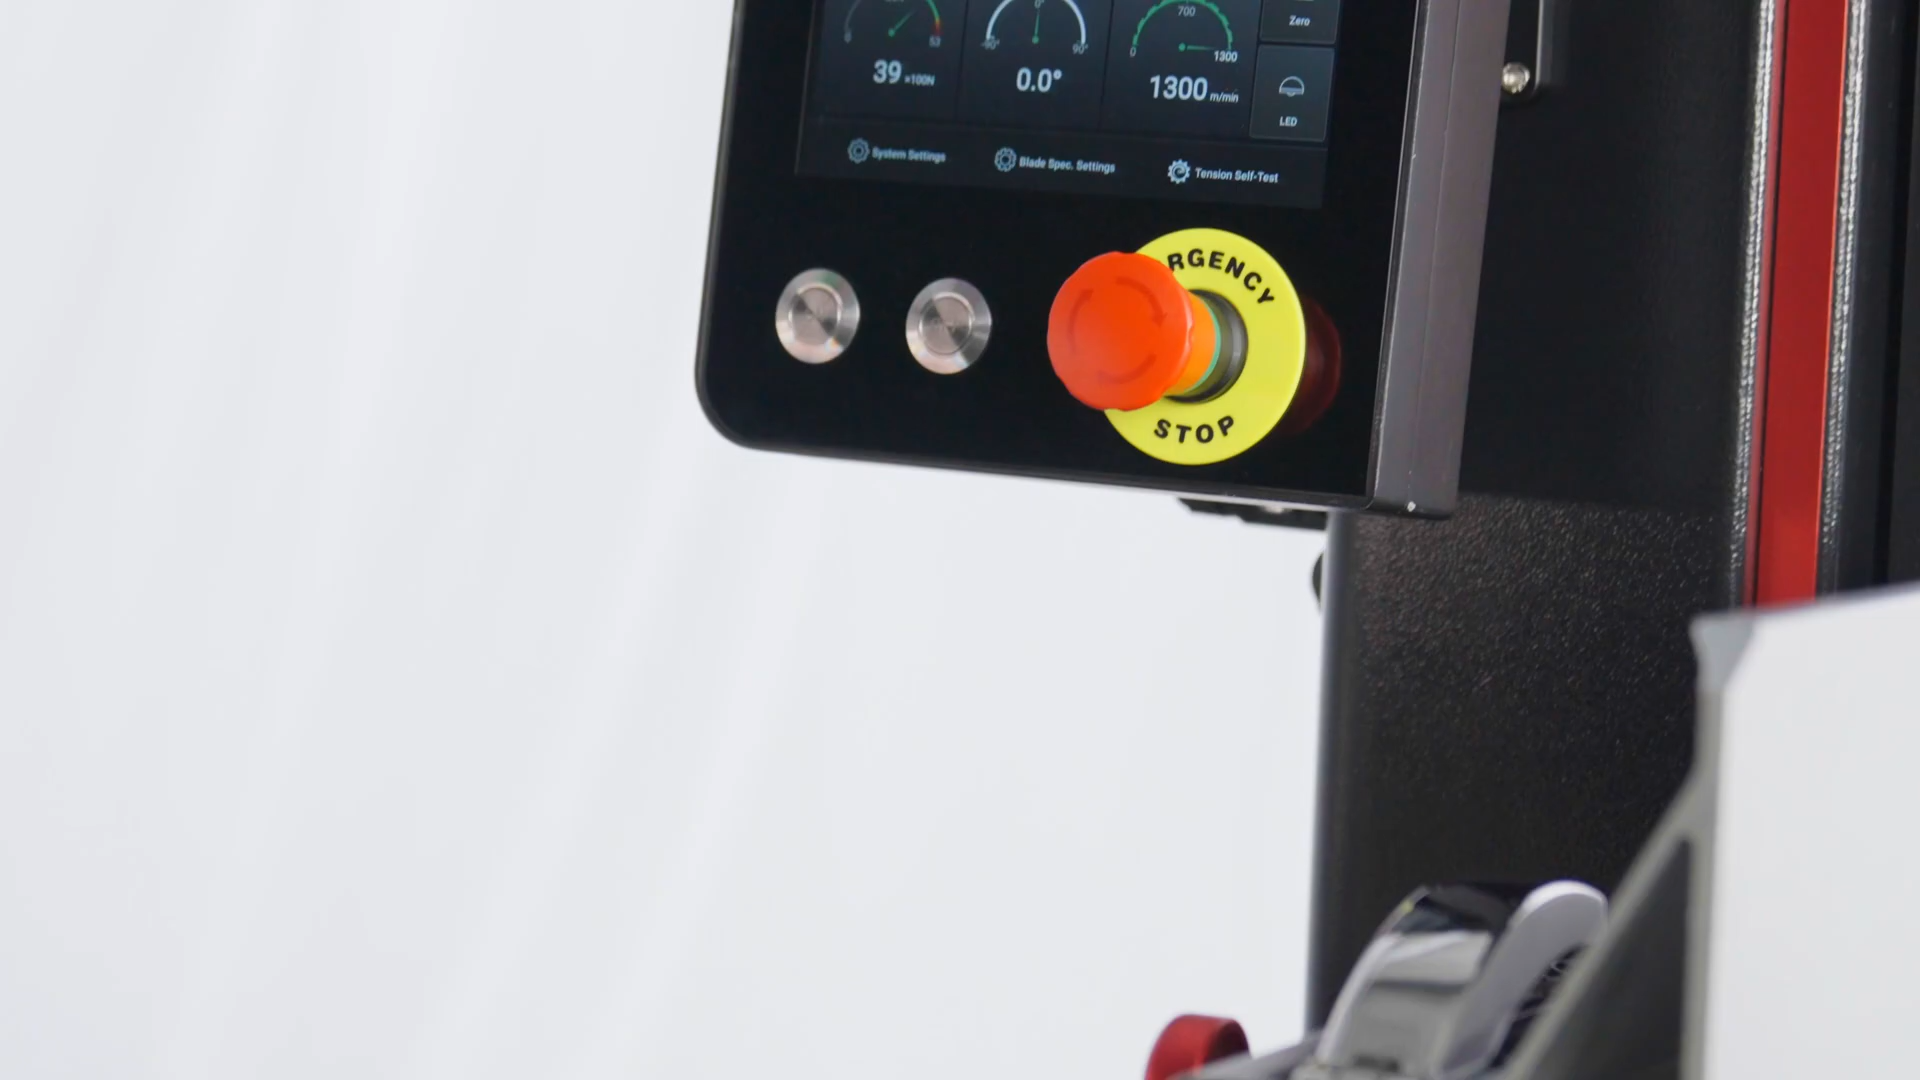 0
53
39 ×100N
0°
-90°
90°
0.0°
700
0
1300
1300 m/min
Zero
LED
System Settings
Blade Spec. Settings
Tension Self-Test
RGENCY
STOP